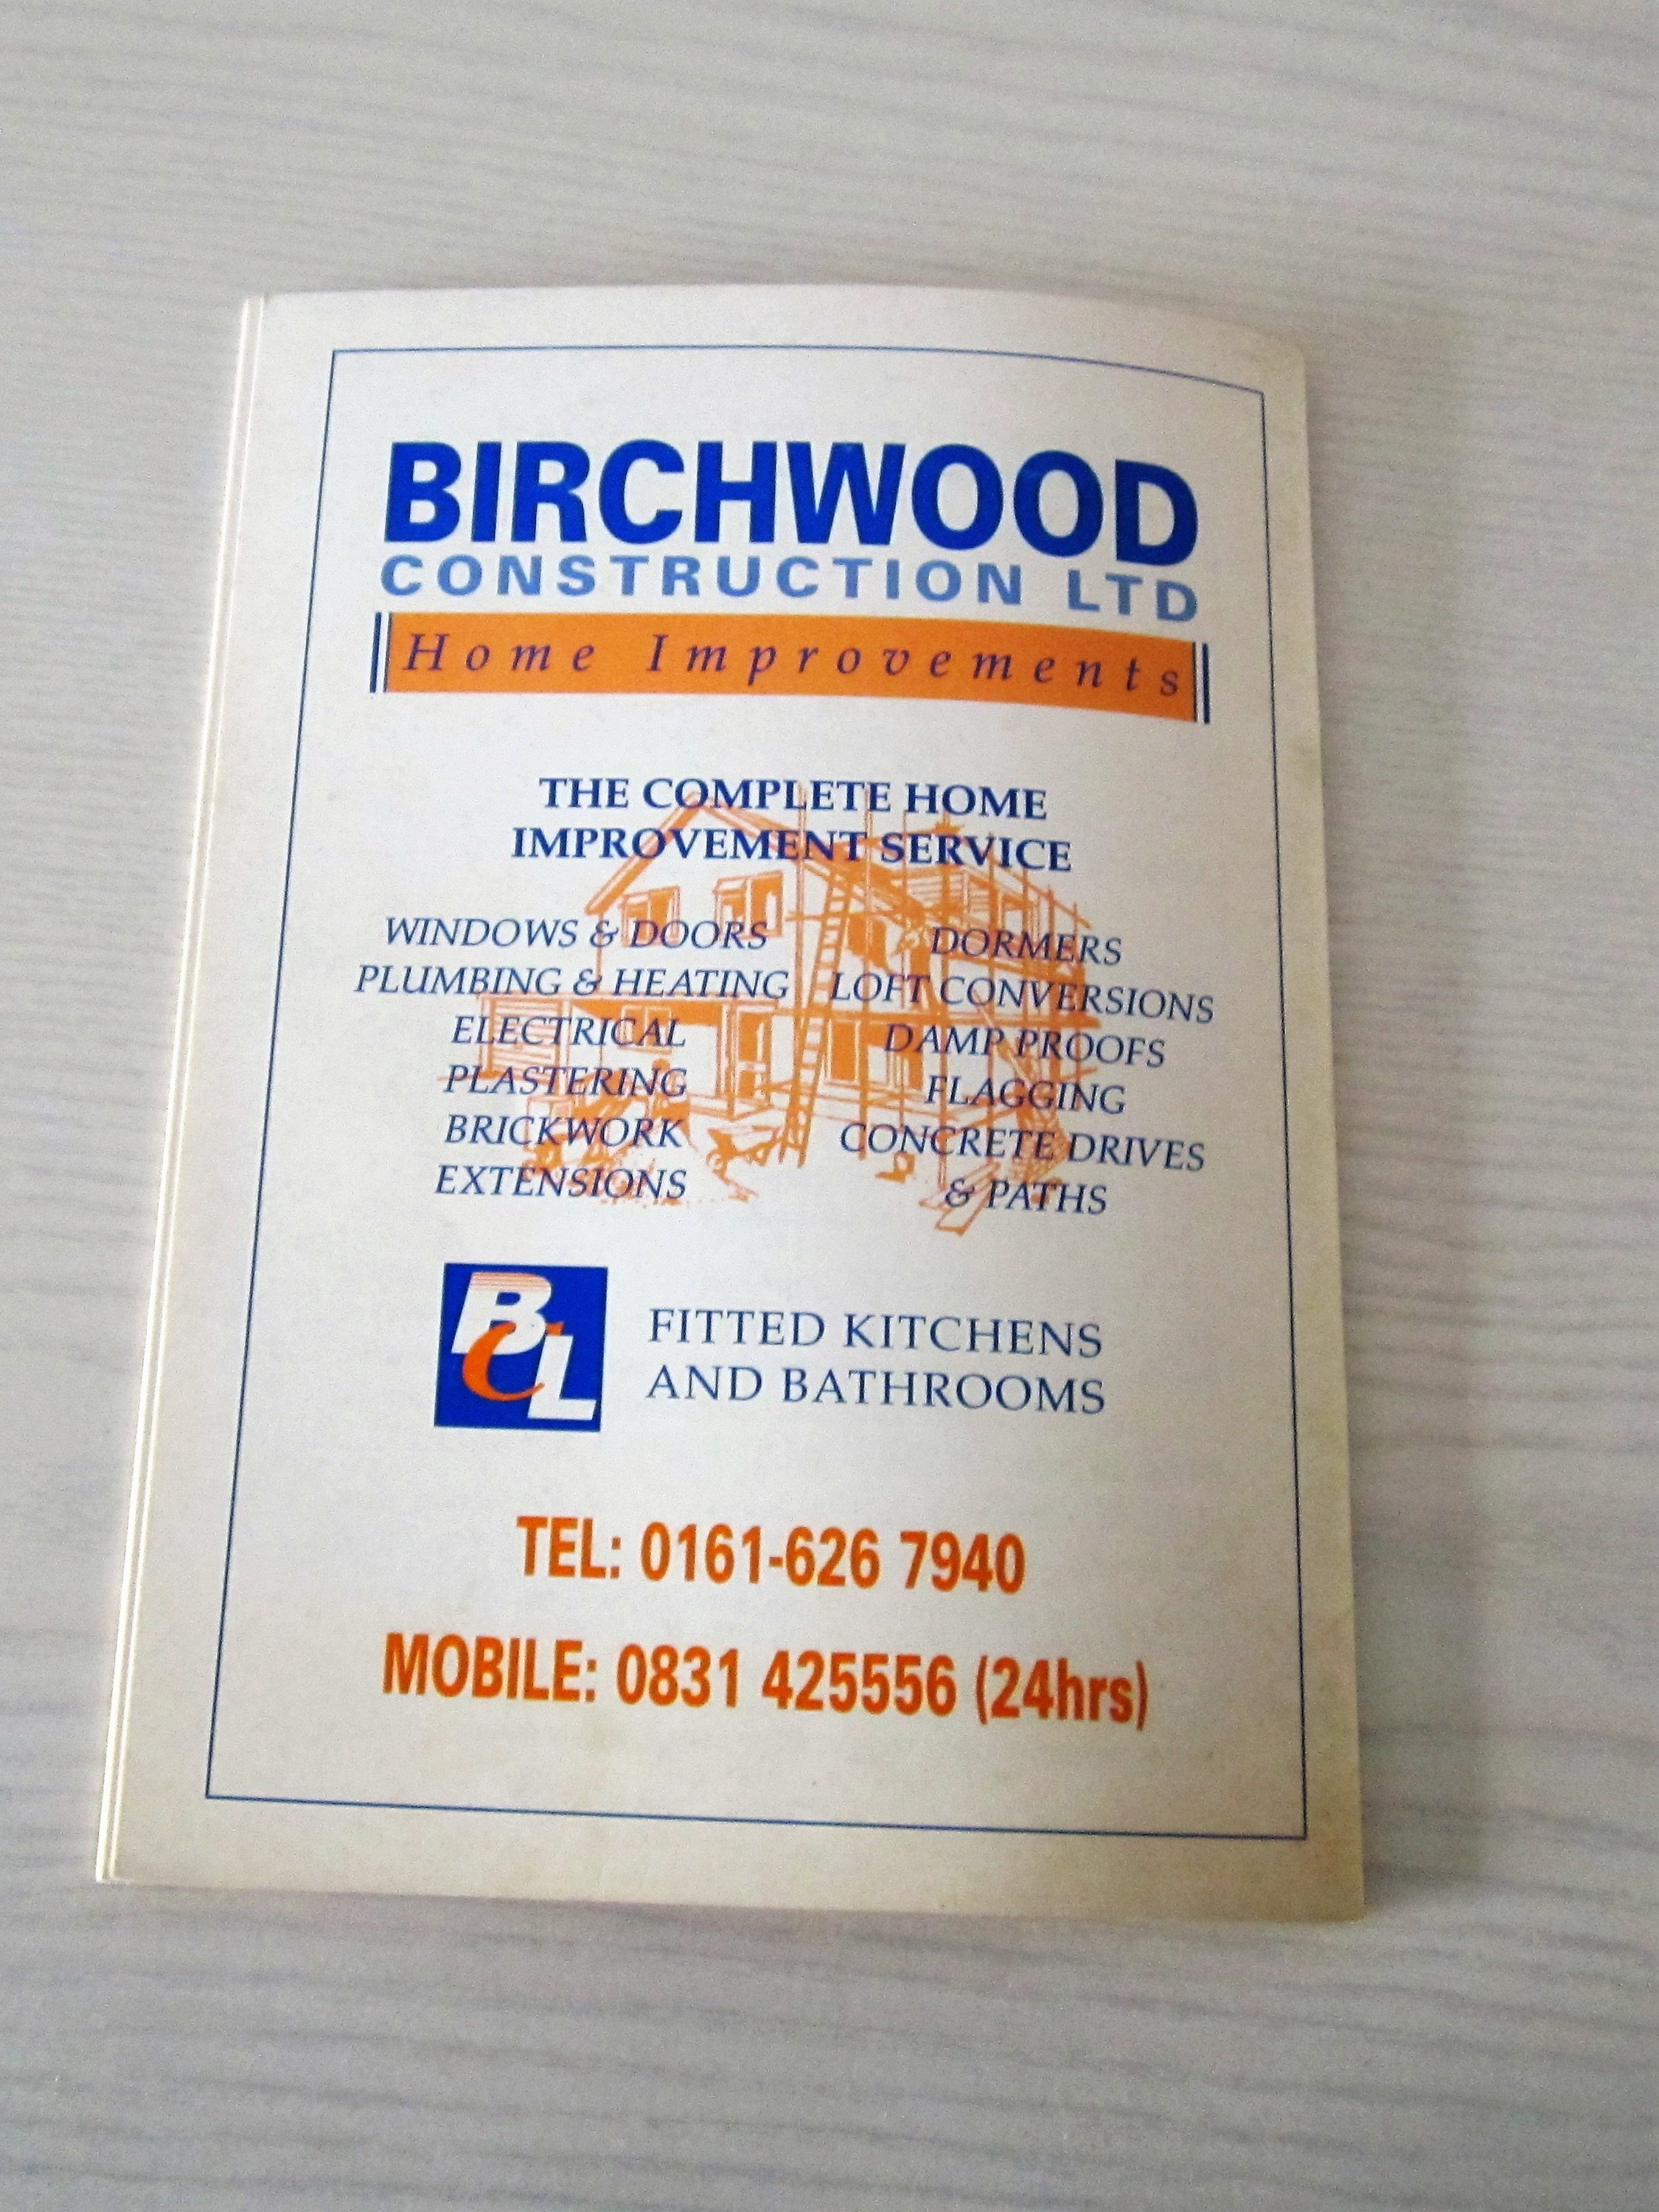 BIRCHWOOD
CONSTRUCTION LTD
Home Improvements
THE COMPLETE HOME
IMPROVEMENT SERVICE
WINDOWS & DOORS
PLUMBING & HEATING
ELECTRICAL
PLASTERING
BRICKWORK
EXTENSIONS
DORMERS
LOFT CONVERSIONS
DAMP PROOFS
FLAGGING
CONCRETE DRIVES
& PATHS
BCL
FITTED KITCHENS
AND BATHROOMS
TEL: 0161-626 7940
MOBILE: 0831 425556 (24hrs)